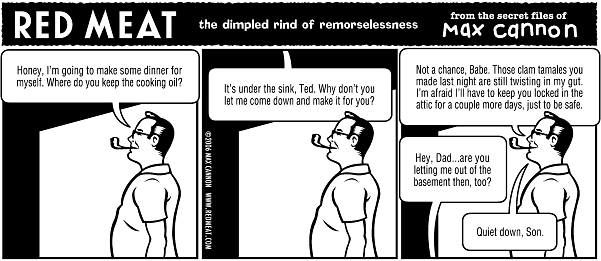 RED MEAT
the dimpled rind of remorselessness
from the secret files of
Max cannon
Honey, I'm going to make some dinner for
myself. Where do you keep the cooking oil?
It's under the sink, Ted. Why don't you
let me come down and make it for you?
©2006 MAX CANNON WWW.REDMEAT.COM
Not a chance, Babe. Those clam tamales you
made last night are still twisting in my gut.
I'm afraid I'll have to keep you locked in the
attic for a couple more days, just to be safe.
Hey, Dad...are you
letting me out of the
basement then, too?
Quiet down, Son.